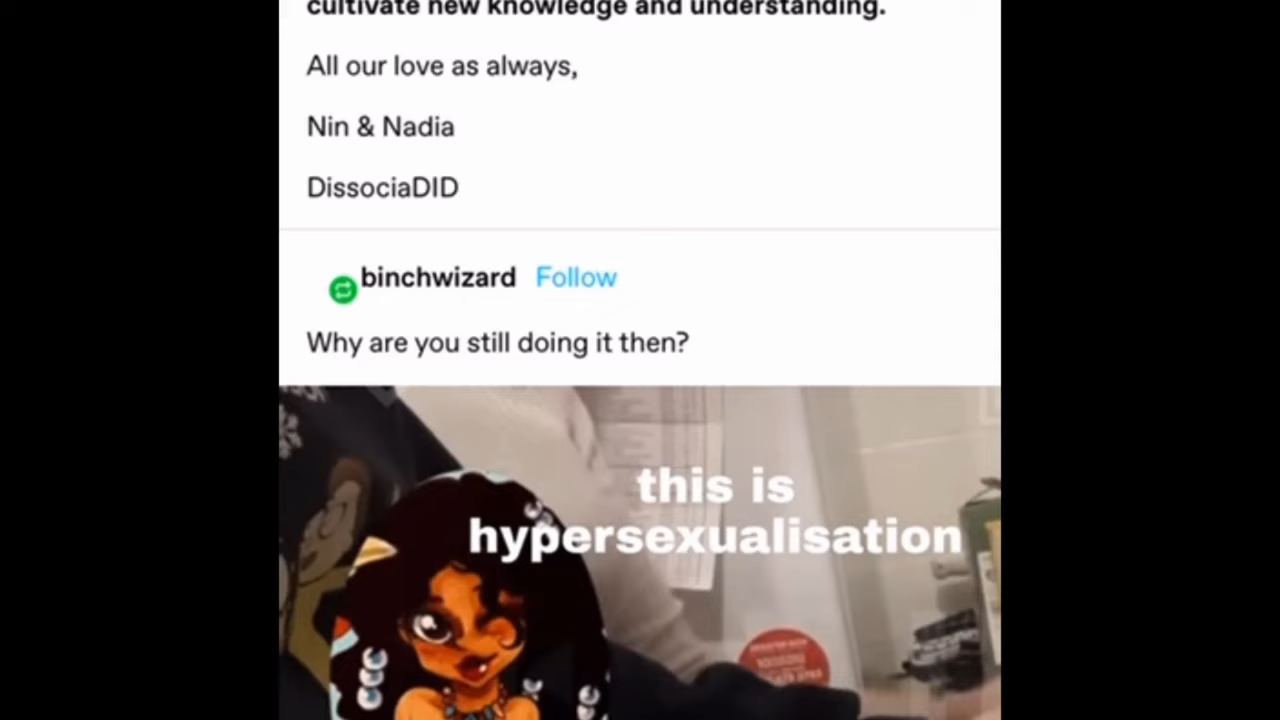 cultivate new knowledge and understanding.
All our love as always,
Nin & Nadia
DissociaDID
binchwizard Follow
Why are you still doing it then?
this is
hypersexualisation